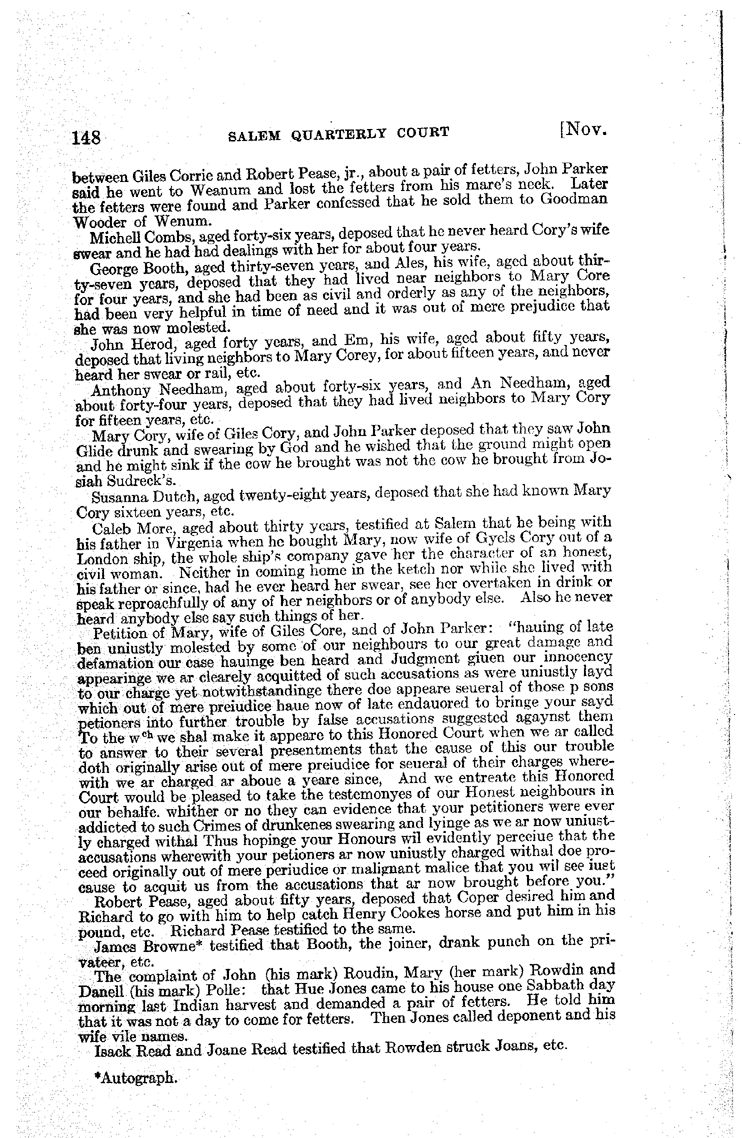 148 SALEM QUARTERLY COURT [Nov.
between Giles Corrie and Robert Pease, jr., about a pair of fetters, John Parker
said he went to Weanum and lost the fetters from his mare's neck. Later
the fetters were found and Parker confessed that he sold them to Goodman
Wooder of Wenum.
Michell Combs, aged forty-six years, deposed that he never heard Cory's wife
swear and he had had dealings with her for about four years.
George Booth, aged thirty-seven years, and Ales, his wife, aged about thir-
ty-seven years, deposed that they had lived near neighbors to Mary Core
for four years, and she had been as civil and orderly as any of the neighbors,
had been very helpful in time of need and it was out of mere prejudice that
she was now molested.
John Herod, aged forty years, and Em, his wife, aged about fifty years,
deposed that living neighbors to Mary Corey, for about fifteen years, and never
heard her swear or rail, etc.
Anthony Needham, aged about forty-six years, and An Needham, aged
about forty-four years, deposed that they had lived neighbors to Mary Cory
for fifteen years, etc.
Mary Cory, wife of Giles Cory, and John Parker deposed that they saw John
Glide drunk and swearing by God and he wished that the ground might open
and he might sink if the cow he brought was not the cow he brought from Jo-
siah Sudreck's.
Susanna Dutch, aged twenty-eight years, deposed that she had known Mary
Cory sixteen years, etc.
Caleb More, aged about thirty years, testified at Salem that he being with
his father in Virgenia when he bought Mary, now wife of Gyels Cory out of a
London ship, the whole ship's company gave her the character of an honest,
civil woman. Neither in coming home in the ketch nor while she lived with
his father or since, had he ever heard her swear, see her overtaken in drink or
speak reproachfully of any of her neighbors or of anybody else. Also he never
heard anybody else say such things of her.
Petition of Mary, wife of Giles Core, and of John Parker: "hauing of late
ben uniustly molested by some of our neighbours to our great damage and
defamation our case hauinge ben heard and Judgment giuen our innocency
appearinge we ar clearely acquitted of such accusations as were uniustly layd
to our charge yet notwithstandinge there doe appeare seueral of those p sons
which out of mere preiudice haue now of late endauored to bringe your sayd
petioners into further trouble by false accusations suggested agaynst them
To the wch we shal make it appeare to this Honored Court when we ar called
to answer to their several presentments that the cause of this our trouble
doth originally arise out of mere preiudice for seueral of their charges where-
with we ar charged ar aboue a yeare since, And we entreate this Honored
Court would be pleased to take the testemonyes of our Honest neighbours in
our behalfe. whither or no they can evidence that your petitioners were ever
addicted to such Crimes of drunkenes swearing and lyinge as we ar now uniust-
ly charged withal Thus hopinge your Honours wil evidently perceiue that the
accusations wherewith your petioners ar now uniustly charged withal doe pro-
ceed originally out of mere periudice or malignant malice that you wil see iust
cause to acquit us from the accusations that ar now brought before you."
Robert Pease, aged about fifty years, deposed that Coper desired him and
Richard to go with him to help catch Henry Cookes horse and put him in his
pound, etc. Richard Pease testified to the same.
James Browne* testified that Booth, the joiner, drank punch on the pri-
vateer, etc.
The complaint of John (his mark) Roudin, Mary (her mark) Rowdin and
Danell (his mark) Polle: that Hue Jones came to his house one Sabbath day
morning last Indian harvest and demanded a pair of fetters. He told him
that it was not a day to come for fetters. Then Jones called deponent and his
wife vile names.
Isack Read and Joane Read testified that Rowden struck Joans, etc.
*Autograph.